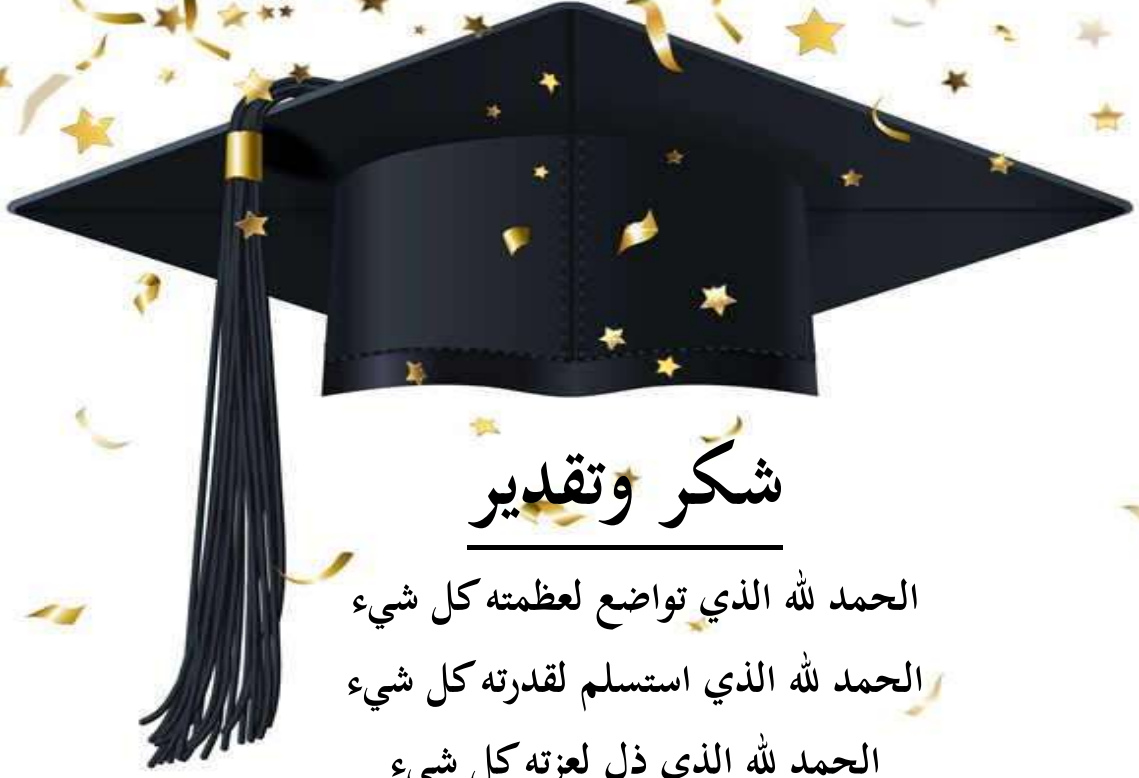 شكر وتقدير
الحمد لله الذي تواضع لعظمته كل شيء
الحمد لله الذي استسلم لقدرته كل شيء
الحمد لله الذي ذل لعزته كل شيء